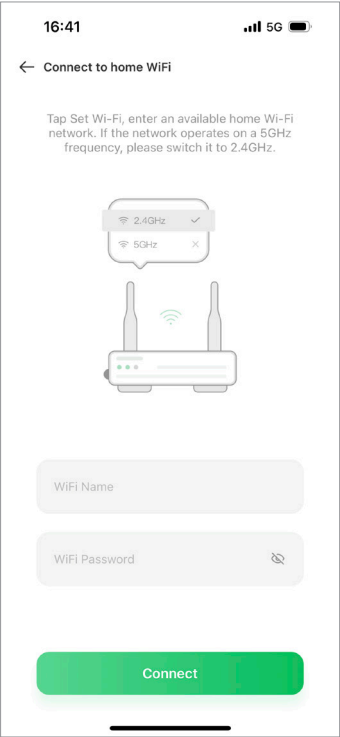 16:41
5G
Connect to home WiFi
Tap Set Wi-Fi, enter an available home Wi-Fi
network. If the network operates on a 5GHz
frequency, please switch it to 2.4GHz.
2.4GHz
5GHz
WiFi Name
WiFi Password
Connect